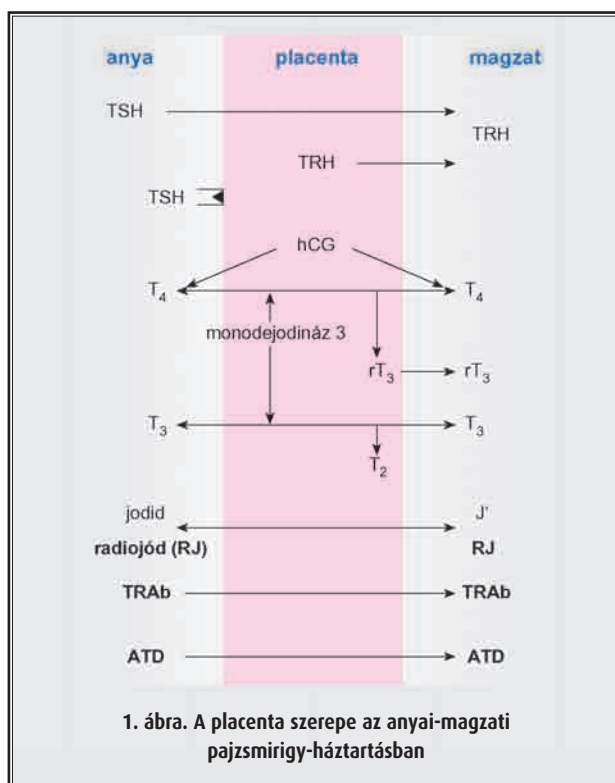 anya placenta magzat
TSH
TRH
TRH
TSH
hCG
T₄ T₄
monodejodináz 3
rT₃ rT₃
T₃ T₃
T₂
jodid J'
radiojód (RJ) RJ
TRAb TRAb
ATD ATD
1. ábra. A placenta szerepe az anyai-magzati
pajzsmirigy-háztartásban